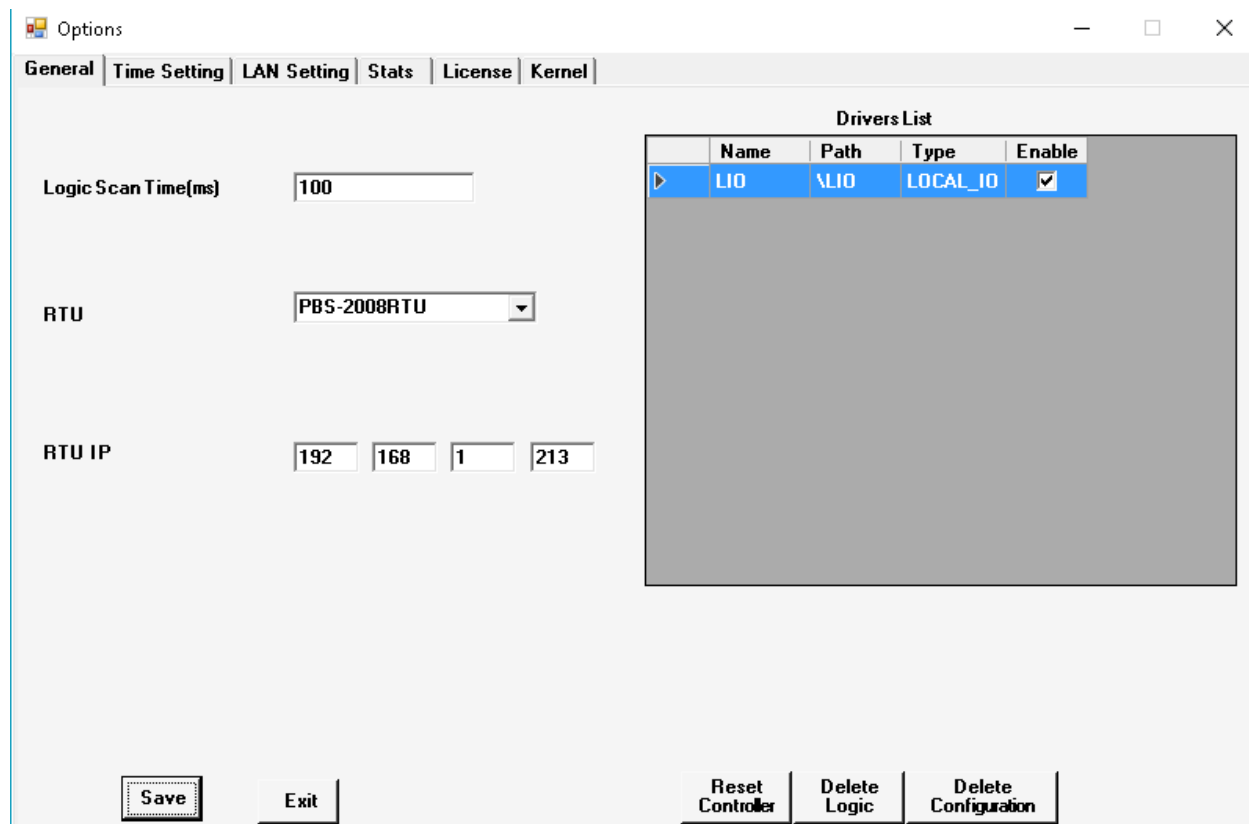 Options
General Time Setting LAN Setting Stats License Kernel
Drivers List
Name Path Type Enable
LIO \LIO LOCAL_IO
Logic Scan Time(ms) 100
RTU PBS-2008RTU
RTU IP 192 168 1 213
Save Exit
Reset Controller
Delete Logic
Delete Configuration